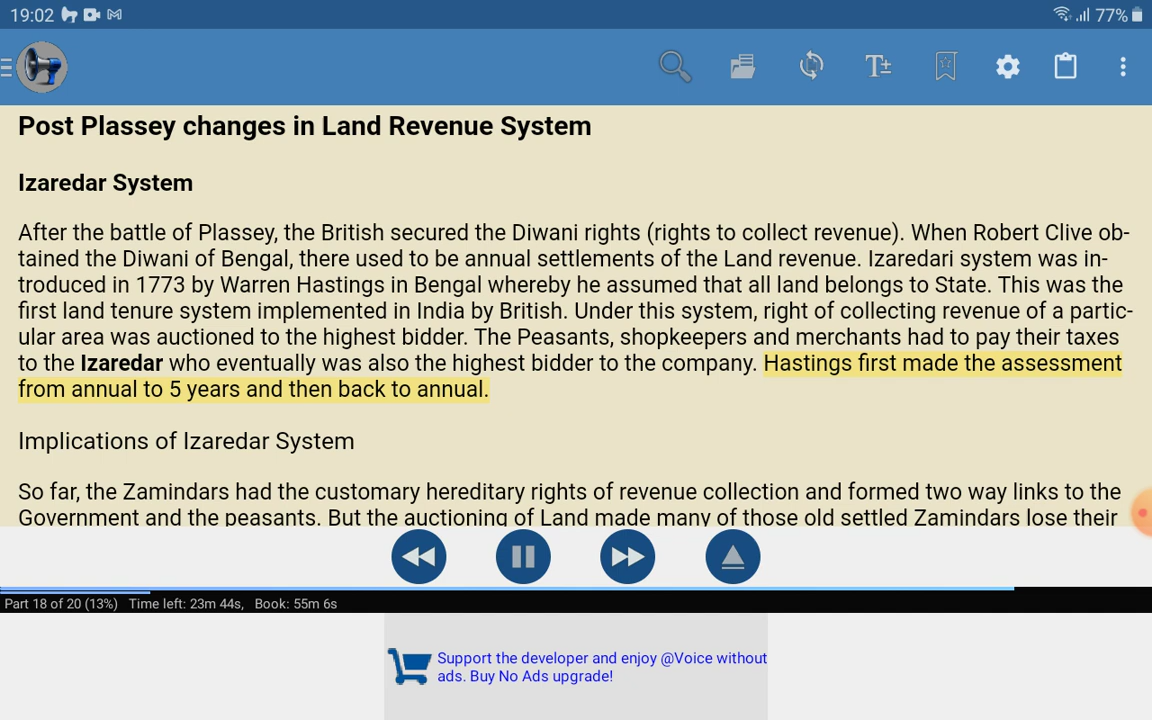 19:02
77%
T±
Post Plassey changes in Land Revenue System
Izaredar System
After the battle of Plassey, the British secured the Diwani rights (rights to collect revenue). When Robert Clive ob-
tained the Diwani of Bengal, there used to be annual settlements of the Land revenue. Izaredari system was in-
troduced in 1773 by Warren Hastings in Bengal whereby he assumed that all land belongs to State. This was the
first land tenure system implemented in India by British. Under this system, right of collecting revenue of a partic-
ular area was auctioned to the highest bidder. The Peasants, shopkeepers and merchants had to pay their taxes
to the Izaredar who eventually was also the highest bidder to the company. Hastings first made the assessment
from annual to 5 years and then back to annual.
Implications of Izaredar System
So far, the Zamindars had the customary hereditary rights of revenue collection and formed two way links to the
Government and the peasants. But the auctioning of Land made many of those old settled Zamindars lose their
Part 18 of 20 (13%) Time left: 23m 44s, Book: 55m 6s
Support the developer and enjoy @Voice without
ads. Buy No Ads upgrade!